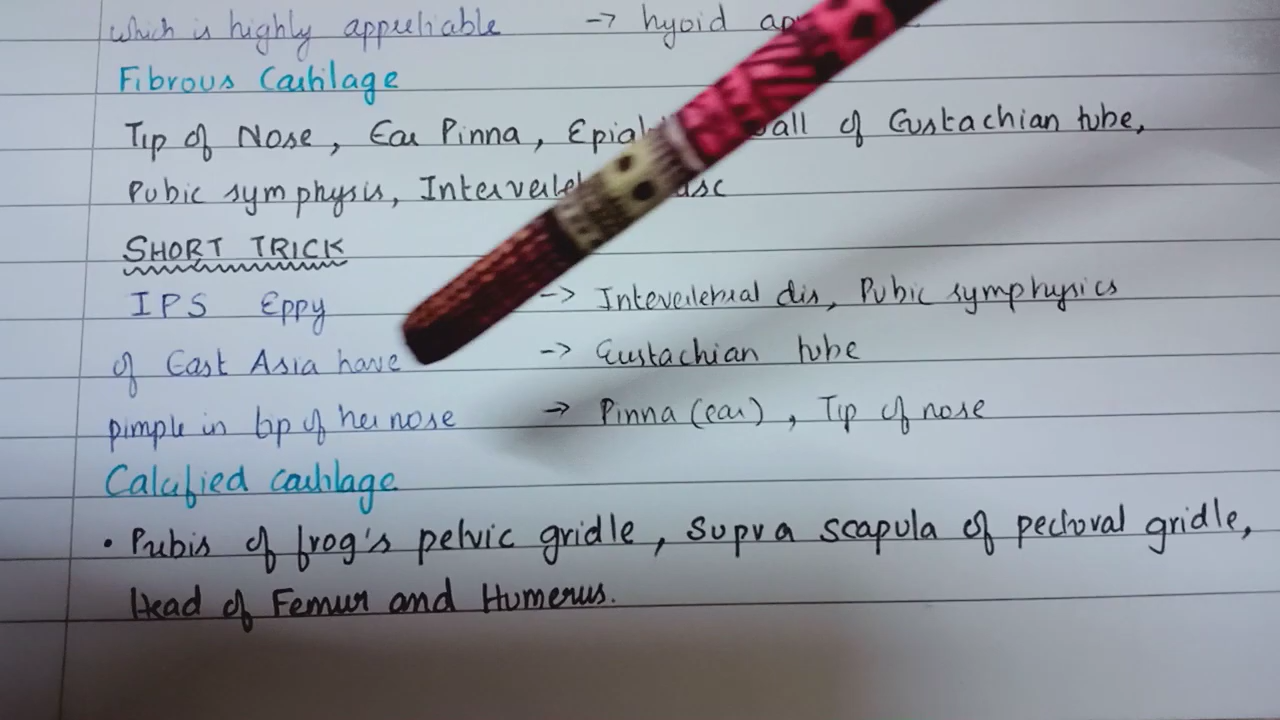 which is highly appreliable → hyoid
Fibrous Cartilage
Tip of Nose, Ear Pinna, wall of Eustachian tube,
Pubic symphysis, disc
SHORT TRICK
IPS Eppy → Intervertebral dis, Pubic symphysics
of East Asia have → Eustachian tube
pimple in tip of her nose → Pinna (ear), Tip of nose
Calcified cartilage
• Pubis of frog's pelvic gridle, Supra scapula of pectoral gridle,
Head of Femur and Humerus.